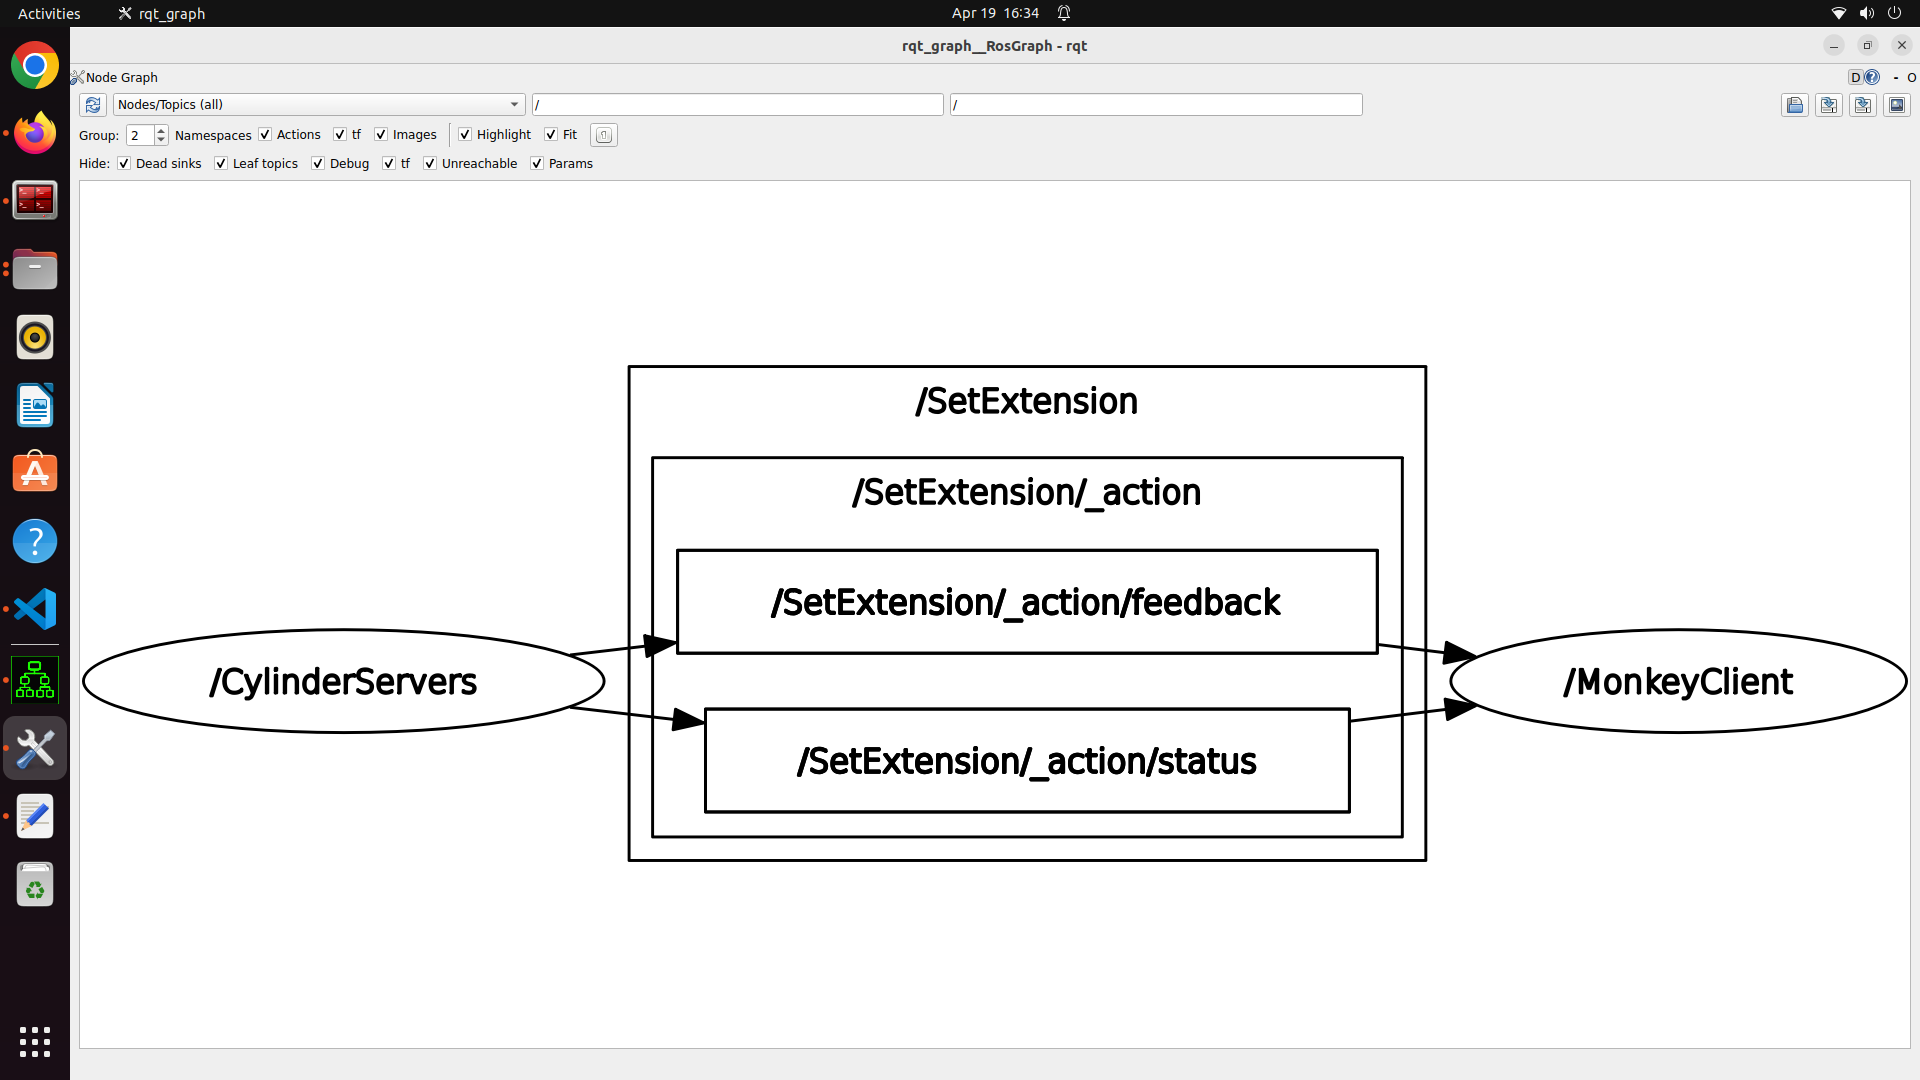 Activities rqt_graph Apr 19 16:34
rqt_graph__RosGraph - rqt
Node Graph D ? - O
Nodes/Topics (all) / /
Group: 2 Namespaces Actions tf Images Highlight Fit
Hide: Dead sinks Leaf topics Debug tf Unreachable Params
/SetExtension
/SetExtension/_action
/SetExtension/_action/feedback
/CylinderServers
/MonkeyClient
/SetExtension/_action/status